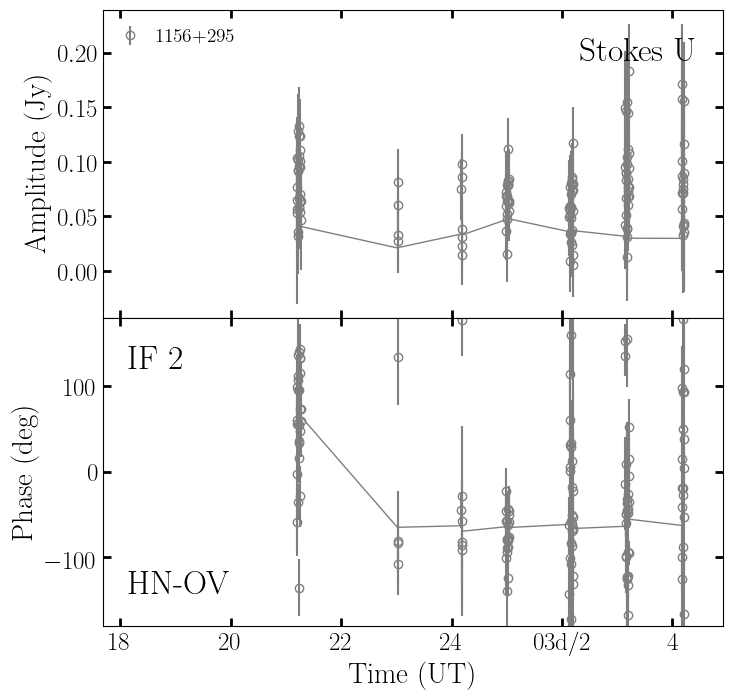 1156+295
Stokes U
0.20
0.15
0.10
0.05
0.00
Amplitude (Jy)
IF 2
100
0
−100
Phase (deg)
HN-OV
18 20 22 24 03d/2 4
Time (UT)